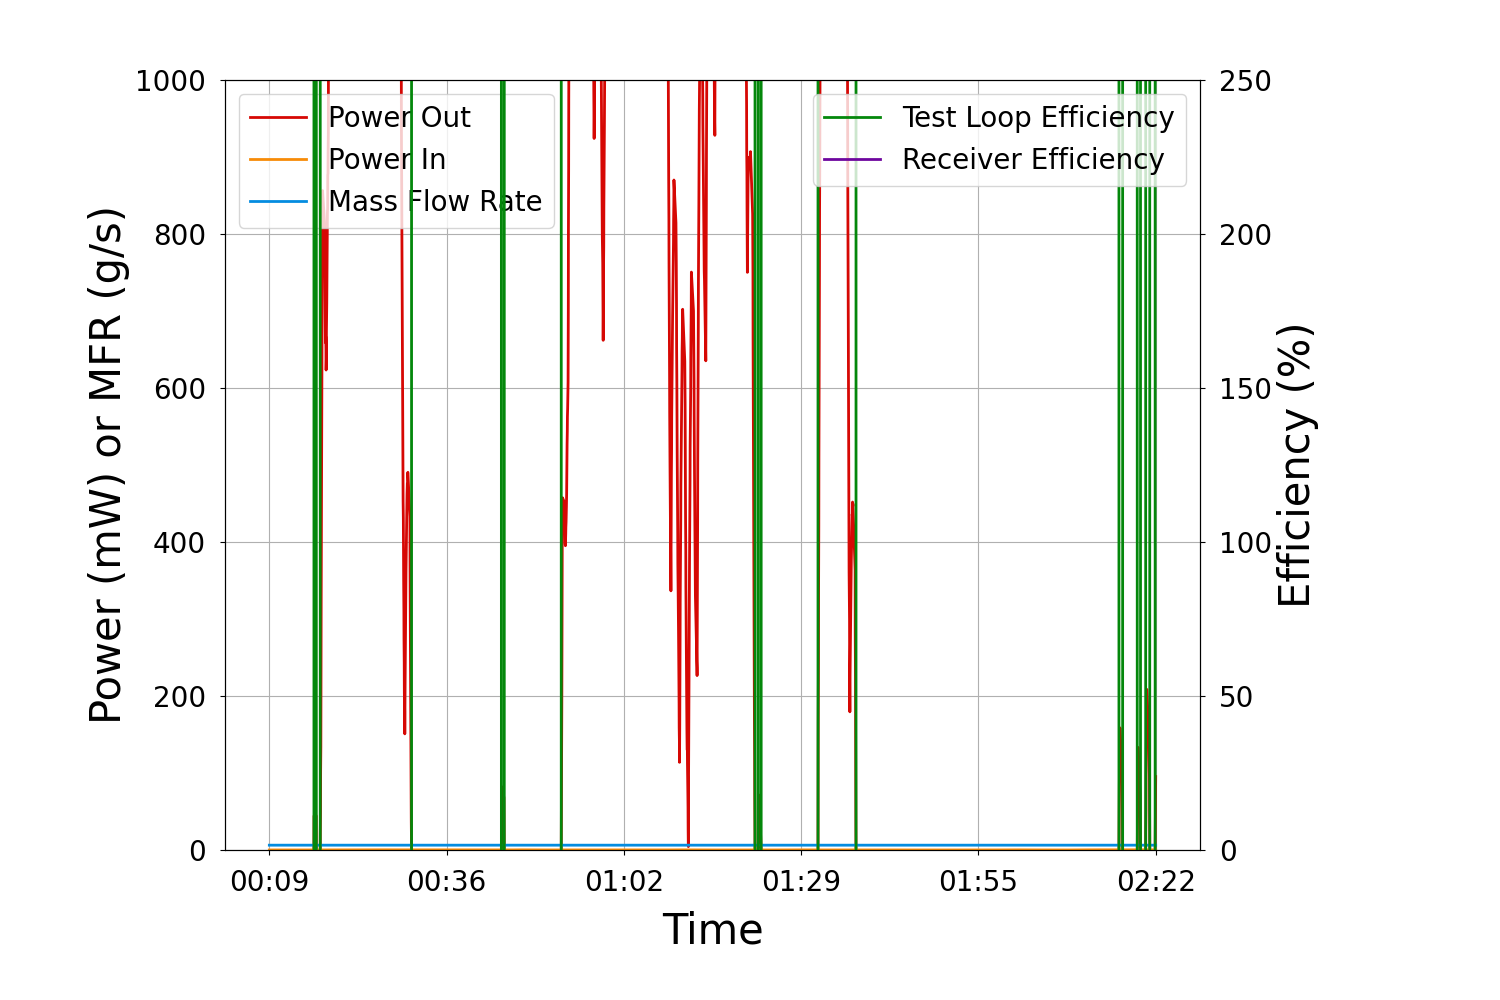 1000
800
600
400
200
0
Power (mW) or MFR (g/s)
Power Out
Power In
Mass Flow Rate
Test Loop Efficiency
Receiver Efficiency
250
200
150
100
50
0
Efficiency (%)
00:09 00:36 01:02 01:29 01:55 02:22
Time